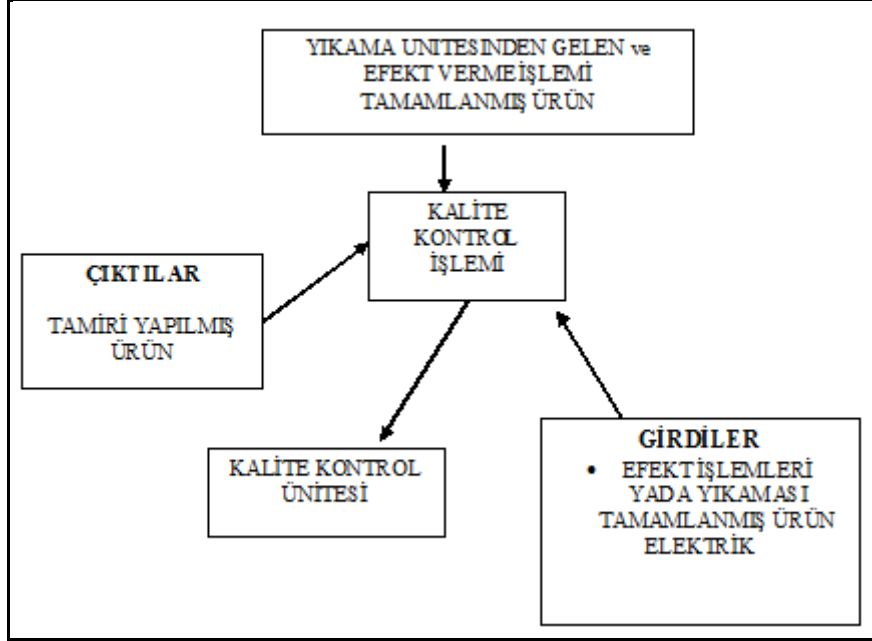 YIKAMA UNITESINDEN GELEN ve
EFEKT VERME İŞLEMİ
TAMAMLANMIŞ ÜRÜN
KALİTE
KONTROL
İŞLEMİ
ÇIKTILAR
TAMİRİ YAPILMIŞ
ÜRÜN
KALİTE KONTROL
ÜNİTESİ
GİRDİLER
• EFEKT İŞLEMLERİ
YADA YIKAMASI
TAMAMLANMIŞ ÜRÜN
ELEKTRİK